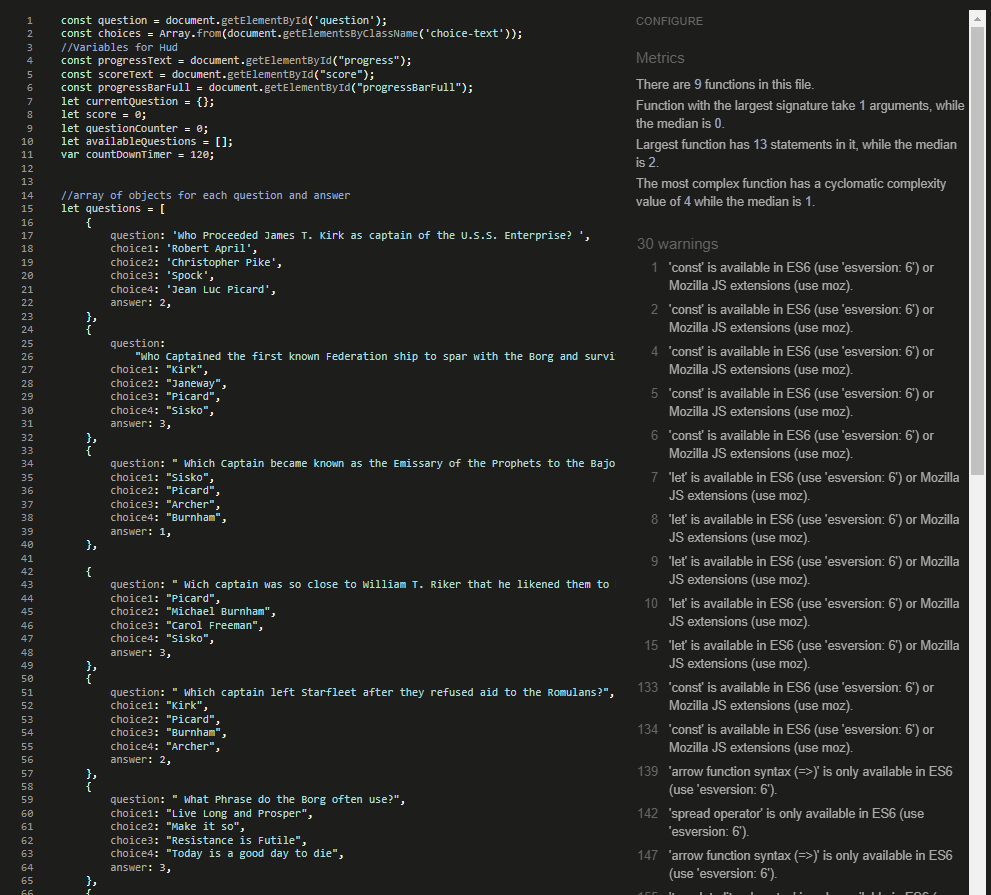 1 const question = document.getElementById('question');
2 const choices = Array.from(document.getElementsByClassName('choice-text'));
3 //Variables for Hud
4 const progressText = document.getElementById("progress");
5 const scoreText = document.getElementById("score");
6 const progressBarFull = document.getElementById("progressBarFull");
7 let currentQuestion = {};
8 let score = 0;
9 let questionCounter = 0;
10 let availableQuestions = [];
11 var countDownTimer = 120;
12
13
14 //array of objects for each question and answer
15 let questions = [
16 {
17 question: 'Who Proceeded James T. Kirk as captain of the U.S.S. Enterprise? ',
18 choice1: 'Robert April',
19 choice2: 'Christopher Pike',
20 choice3: 'Spock',
21 choice4: 'Jean Luc Picard',
22 answer: 2,
23 },
24 {
25 question:
26 "Who Captained the first known Federation ship to spar with the Borg and survi
27 choice1: "Kirk",
28 choice2: "Janeway",
29 choice3: "Picard",
30 choice4: "Sisko",
31 answer: 3,
32 },
33 {
34 question: " Which Captain became known as the Emissary of the Prophets to the Bajo
35 choice1: "Sisko",
36 choice2: "Picard",
37 choice3: "Archer",
38 choice4: "Burnham",
39 answer: 1,
40 },
41
42 {
43 question: " Wich captain was so close to William T. Riker that he likened them to
44 choice1: "Picard",
45 choice2: "Michael Burnham",
46 choice3: "Carol Freeman",
47 choice4: "Sisko",
48 answer: 3,
49 },
50 {
51 question: " Which captain left Starfleet after they refused aid to the Romulans?",
52 choice1: "Kirk",
53 choice2: "Picard",
54 choice3: "Burnham",
55 choice4: "Archer",
56 answer: 2,
57 },
58 {
59 question: " What Phrase do the Borg often use?",
60 choice1: "Live Long and Prosper",
61 choice2: "Make it so",
62 choice3: "Resistance is Futile",
63 choice4: "Today is a good day to die",
64 answer: 3,
65 },
66 {
CONFIGURE
Metrics
There are 9 functions in this file.
Function with the largest signature take 1 arguments, while
the median is 0.
Largest function has 13 statements in it, while the median
is 2.
The most complex function has a cyclomatic complexity
value of 4 while the median is 1.
30 warnings
1 'const' is available in ES6 (use 'esversion: 6') or
Mozilla JS extensions (use moz).
2 'const' is available in ES6 (use 'esversion: 6') or
Mozilla JS extensions (use moz).
4 'const' is available in ES6 (use 'esversion: 6') or
Mozilla JS extensions (use moz).
5 'const' is available in ES6 (use 'esversion: 6') or
Mozilla JS extensions (use moz).
6 'const' is available in ES6 (use 'esversion: 6') or
Mozilla JS extensions (use moz).
7 'let' is available in ES6 (use 'esversion: 6') or Mozilla
JS extensions (use moz).
8 'let' is available in ES6 (use 'esversion: 6') or Mozilla
JS extensions (use moz).
9 'let' is available in ES6 (use 'esversion: 6') or Mozilla
JS extensions (use moz).
10 'let' is available in ES6 (use 'esversion: 6') or Mozilla
JS extensions (use moz).
15 'let' is available in ES6 (use 'esversion: 6') or Mozilla
JS extensions (use moz).
133 'const' is available in ES6 (use 'esversion: 6') or
Mozilla JS extensions (use moz).
134 'const' is available in ES6 (use 'esversion: 6') or
Mozilla JS extensions (use moz).
139 'arrow function syntax (=>)' is only available in ES6
(use 'esversion: 6').
142 'spread operator' is only available in ES6 (use
'esversion: 6').
147 'arrow function syntax (=>)' is only available in ES6
(use 'esversion: 6').